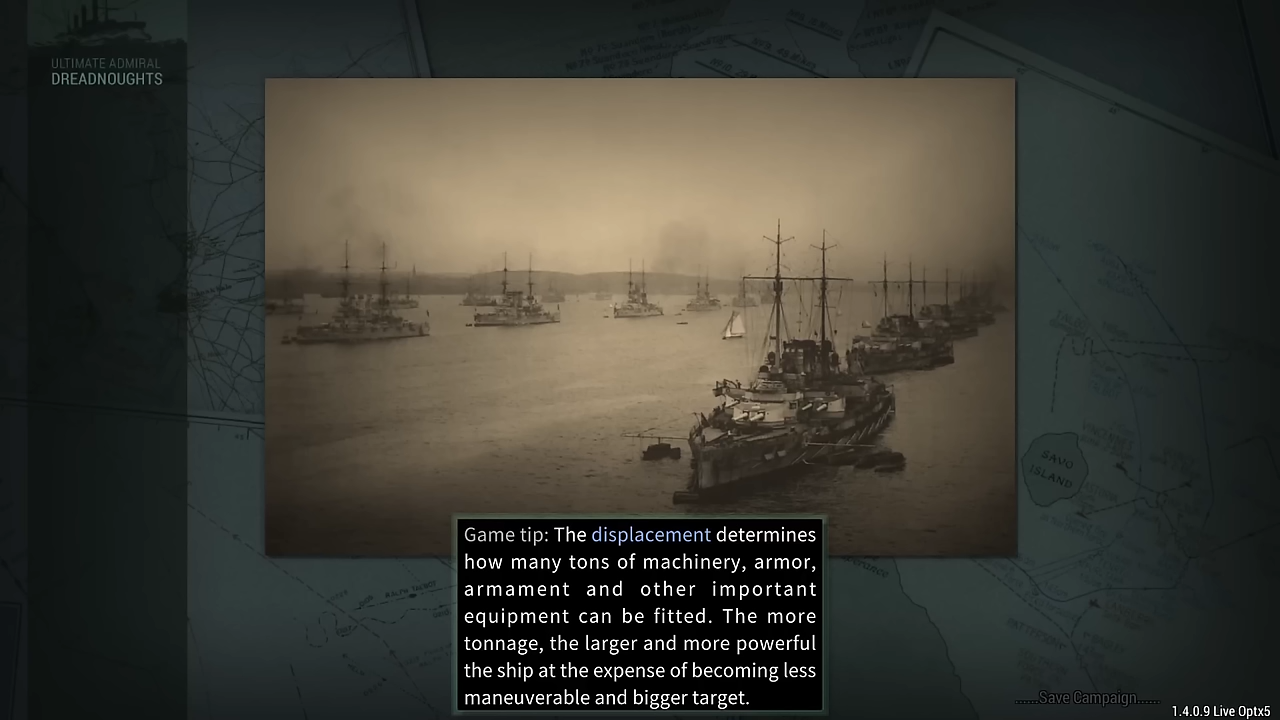 ULTIMATE ADMIRAL
DREADNOUGHTS
SAVO
ISLAND
Game tip: The displacement determines
how many tons of machinery, armor,
armament and other important
equipment can be fitted. The more
tonnage, the larger and more powerful
the ship at the expense of becoming less
maneuverable and bigger target.
......Save Campaign......
1.4.0.9 Live Optx5